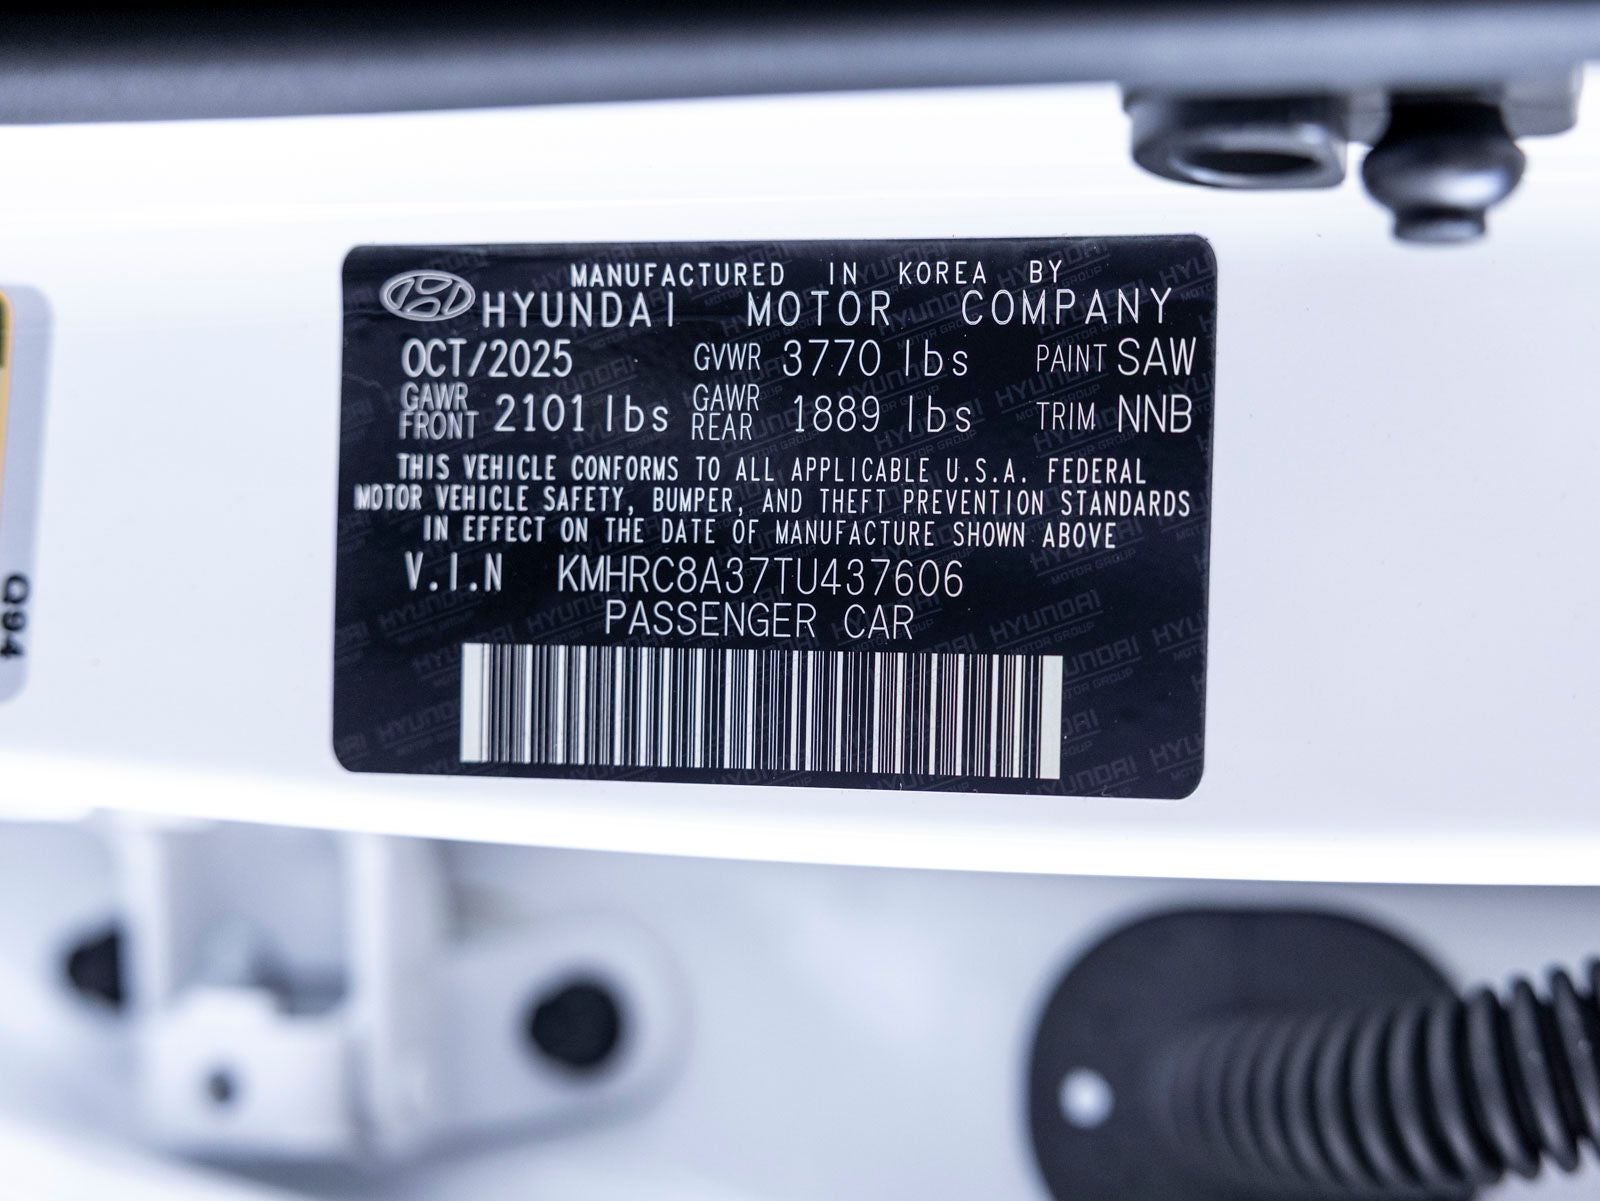 MANUFACTURED IN KOREA BY
HYUNDAI MOTOR COMPANY
OCT/2025 GVWR 3770 lbs PAINT SAW
GAWR FRONT 2101 lbs GAWR REAR 1889 lbs TRIM NNB
THIS VEHICLE CONFORMS TO ALL APPLICABLE U.S.A. FEDERAL
MOTOR VEHICLE SAFETY, BUMPER, AND THEFT PREVENTION STANDARDS
IN EFFECT ON THE DATE OF MANUFACTURE SHOWN ABOVE
V.I.N KMHRC8A37TU437606
PASSENGER CAR